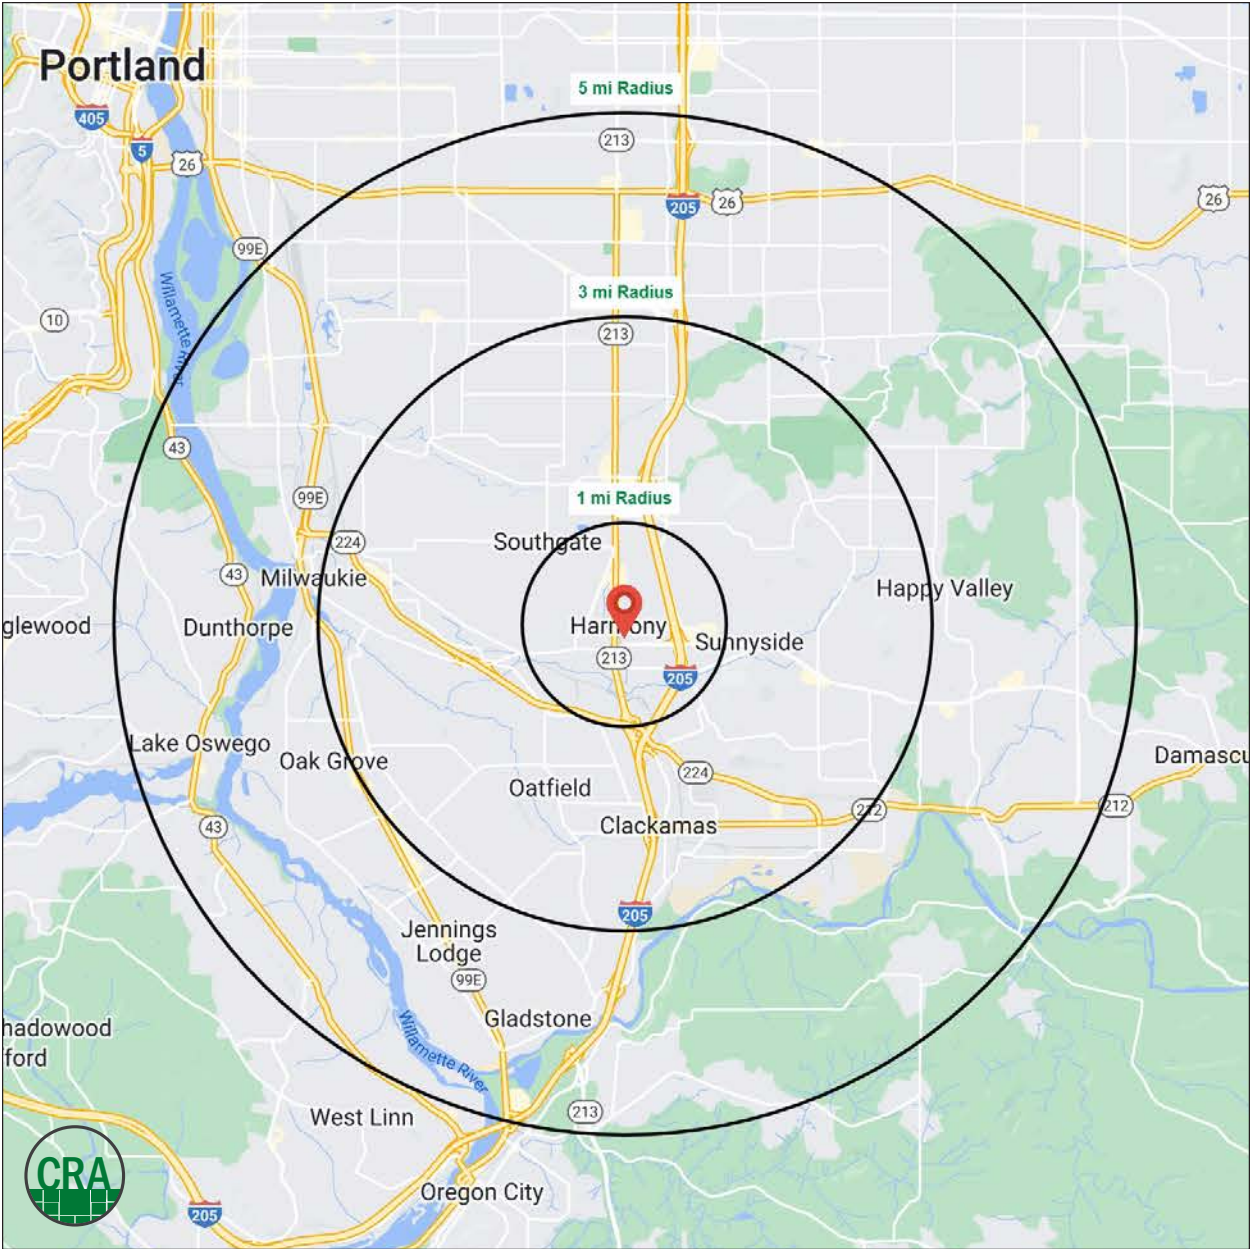 Portland
5 mi Radius
405
5
213
26
205
26
26
99E
Willamette River
3 mi Radius
10
213
43
1 mi Radius
99E
224
Southgate
43
Milwaukie
Happy Valley
glewood
Dunthorpe
Harmony
Sunnyside
213
205
Lake Oswego
Oak Grove
Damascu
224
Oatfield
212
212
43
Clackamas
205
Jennings
Lodge
99E
Gladstone
hadowood
fford
Willamette River
West Linn
213
CRA
Oregon City
205